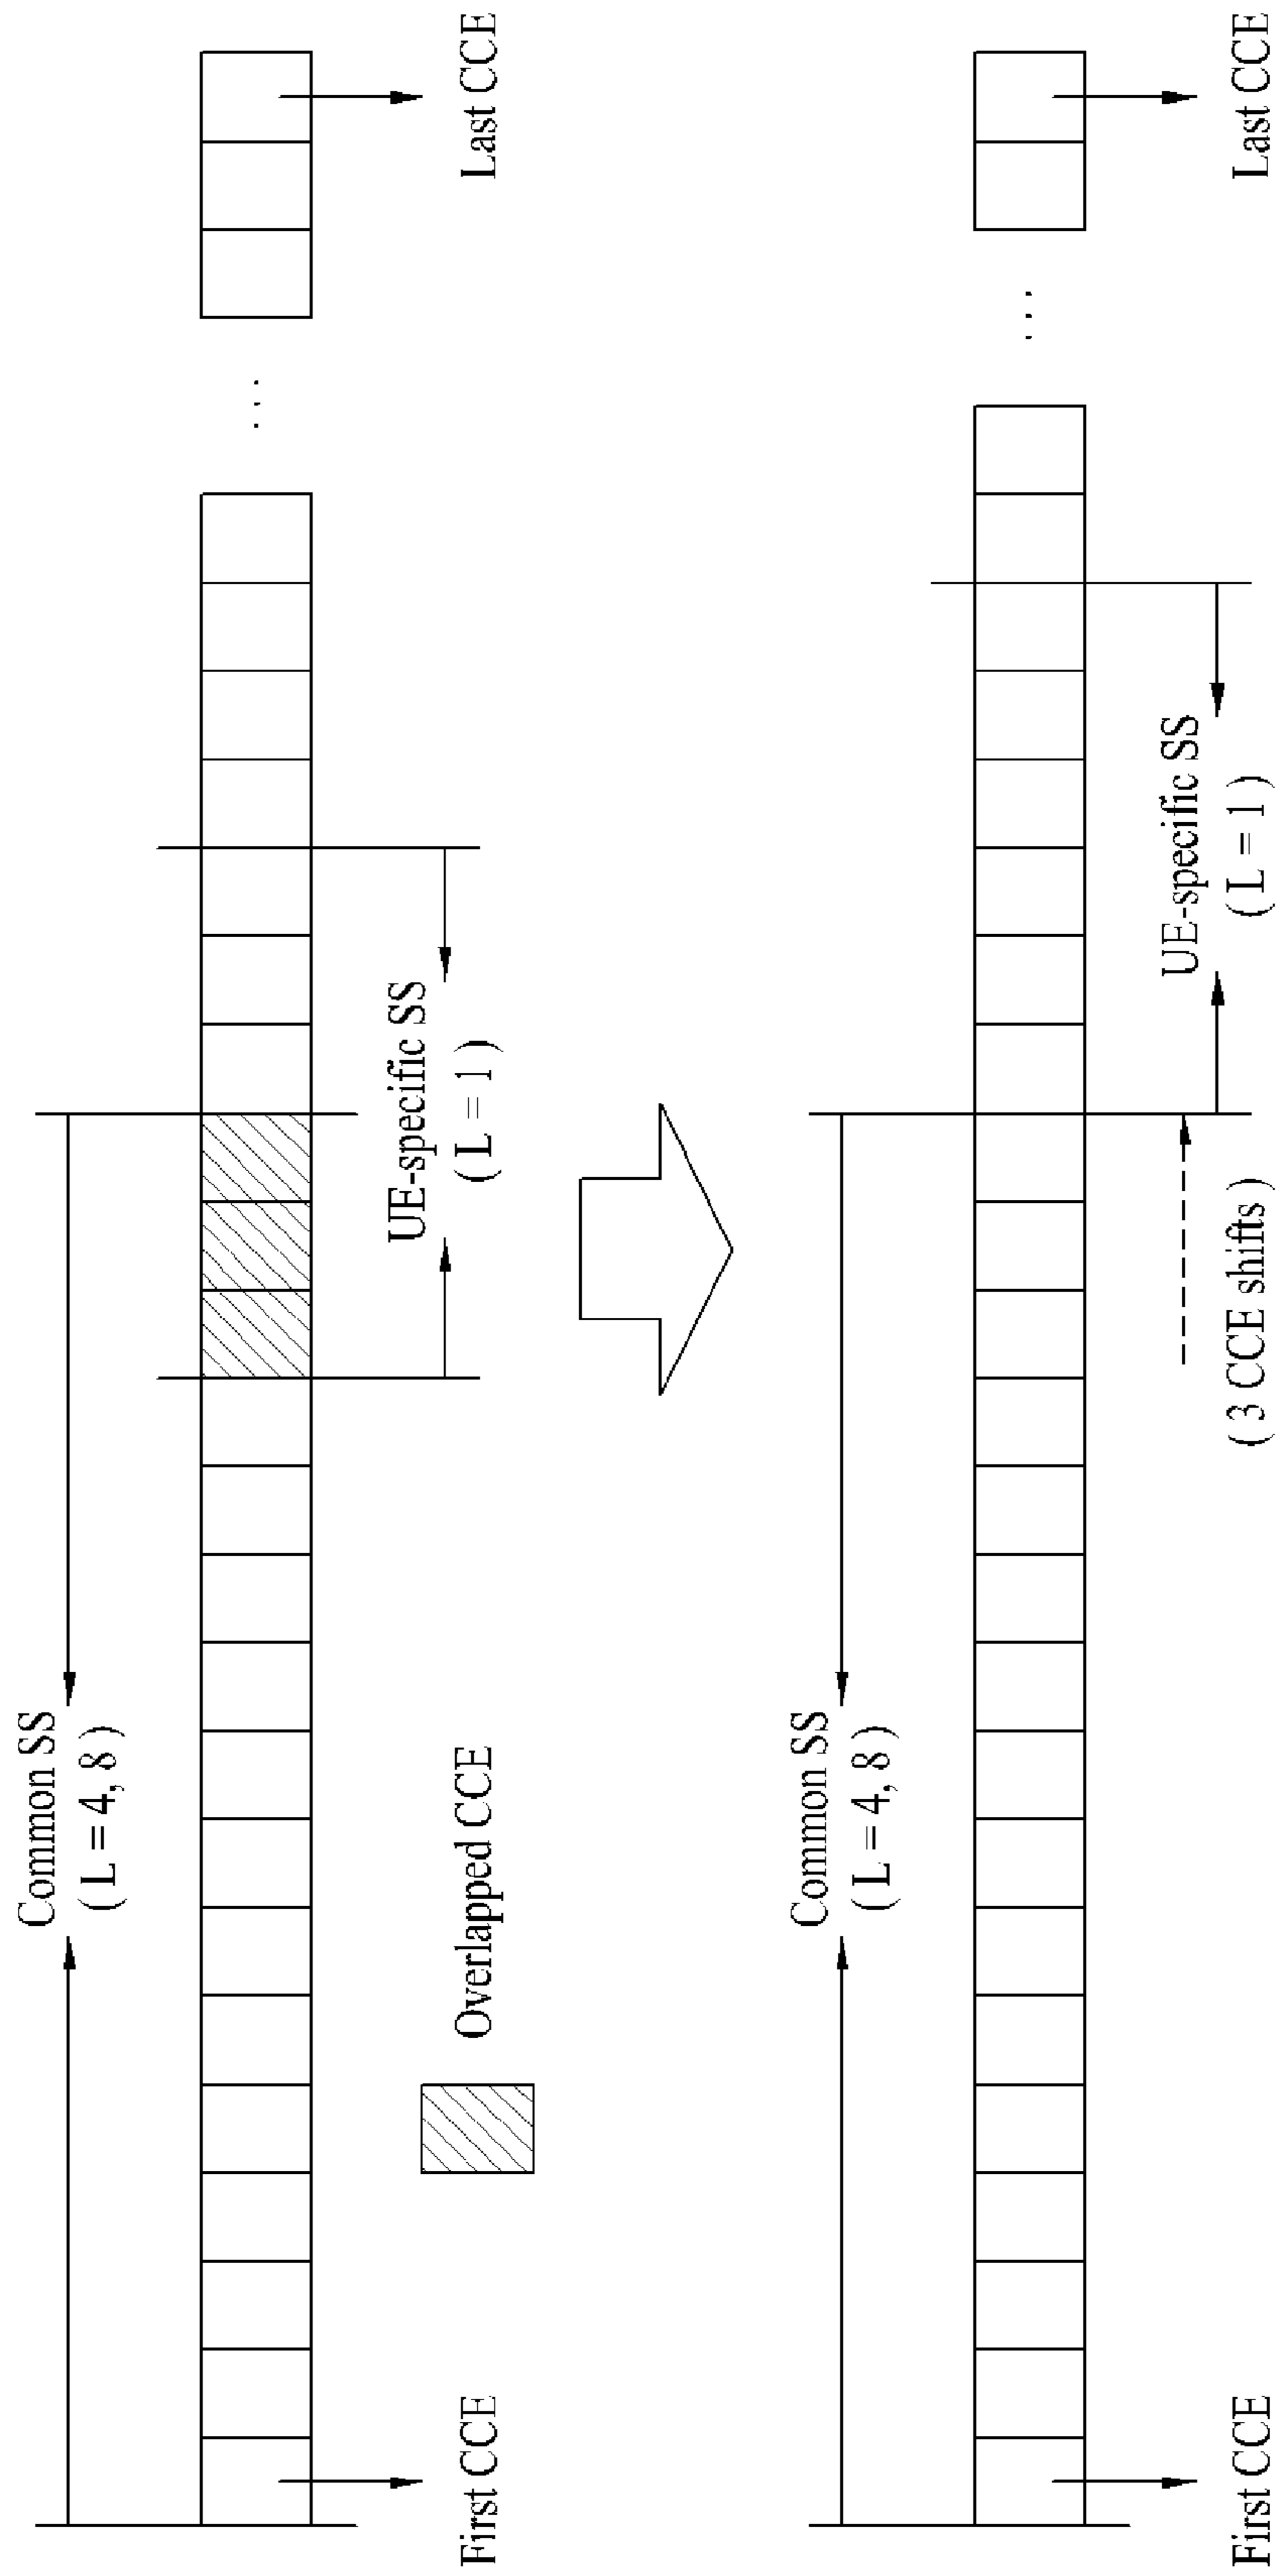 Common SS
( L = 4, 8 )
UE-specific SS
( L = 1 )
First CCE
Overlapped CCE
...
Last CCE
Common SS
( L = 4, 8 )
( 3 CCE shifts )
UE-specific SS
( L = 1 )
First CCE
...
Last CCE